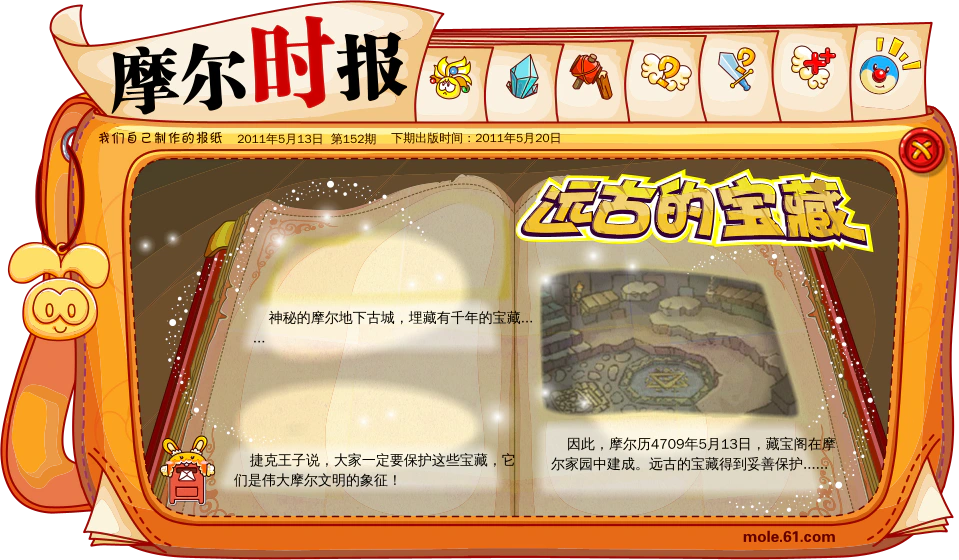 摩尔时报
我们自己制作的报纸 2011年5月13日 第152期 下期出版时间：2011年5月20日
远古的宝藏
神秘的摩尔地下古城，埋藏有千年的宝藏...
...
捷克王子说，大家一定要保护这些宝藏，它
们是伟大摩尔文明的象征！
因此，摩尔历4709年5月13日，藏宝阁在摩
尔家园中建成。远古的宝藏得到妥善保护......
mole.61.com